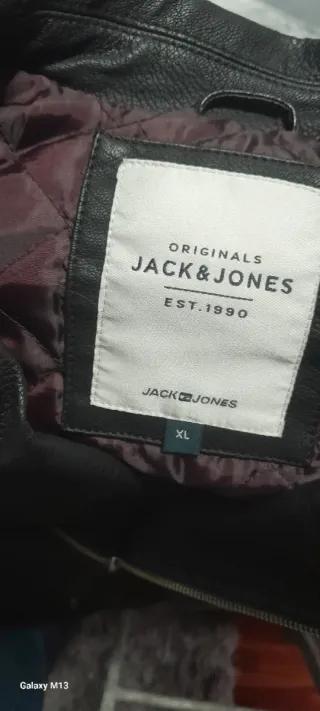 ORIGINALS
JACK&JONES
EST.1990
JACK JONES
XL
Galaxy M13